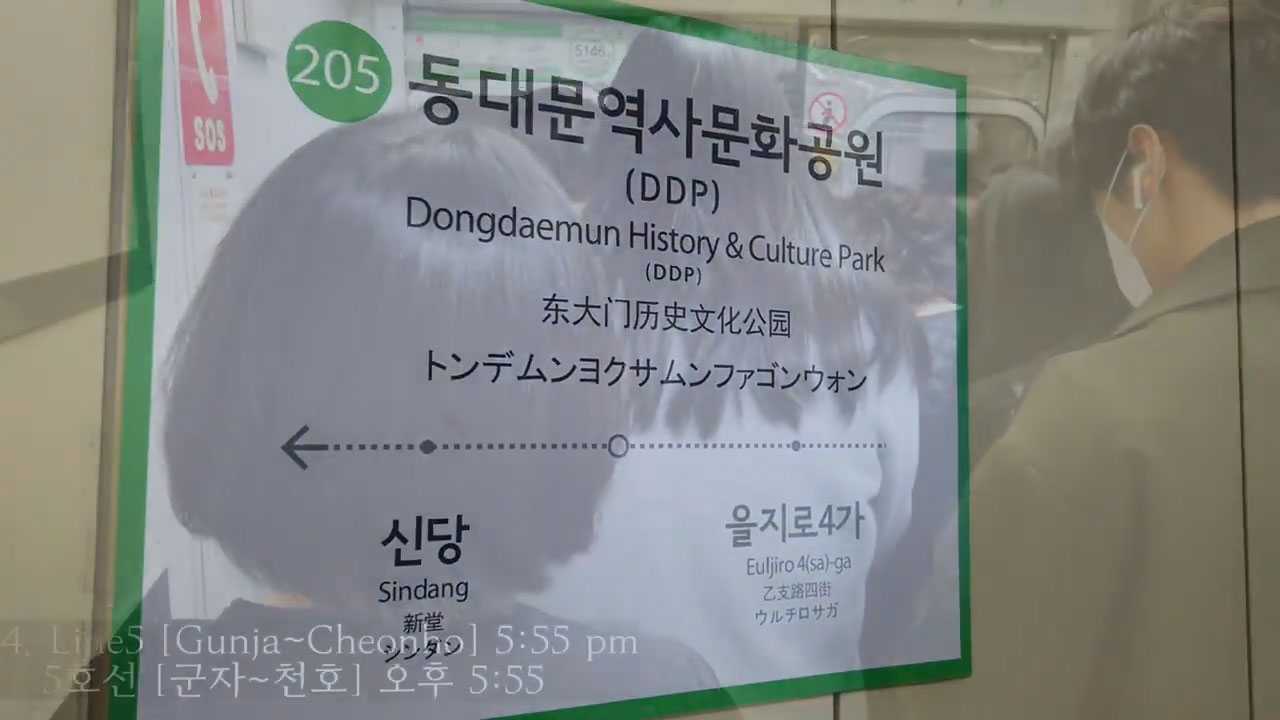 205
동대문역사문화공원
(DDP)
Dongdaemun History & Culture Park
(DDP)
东大门历史文化公园
トンデムンヨクサムンファゴンウォン
신당
Sindang
新堂
シンダン
을지로4가
Euljiro 4(sa)-ga
乙支路四街
ウルチロサガ
SOS
5145
4. Line5 [Gunja~Cheonho] 5:55 pm
5호선 [군자~천호] 오후 5:55